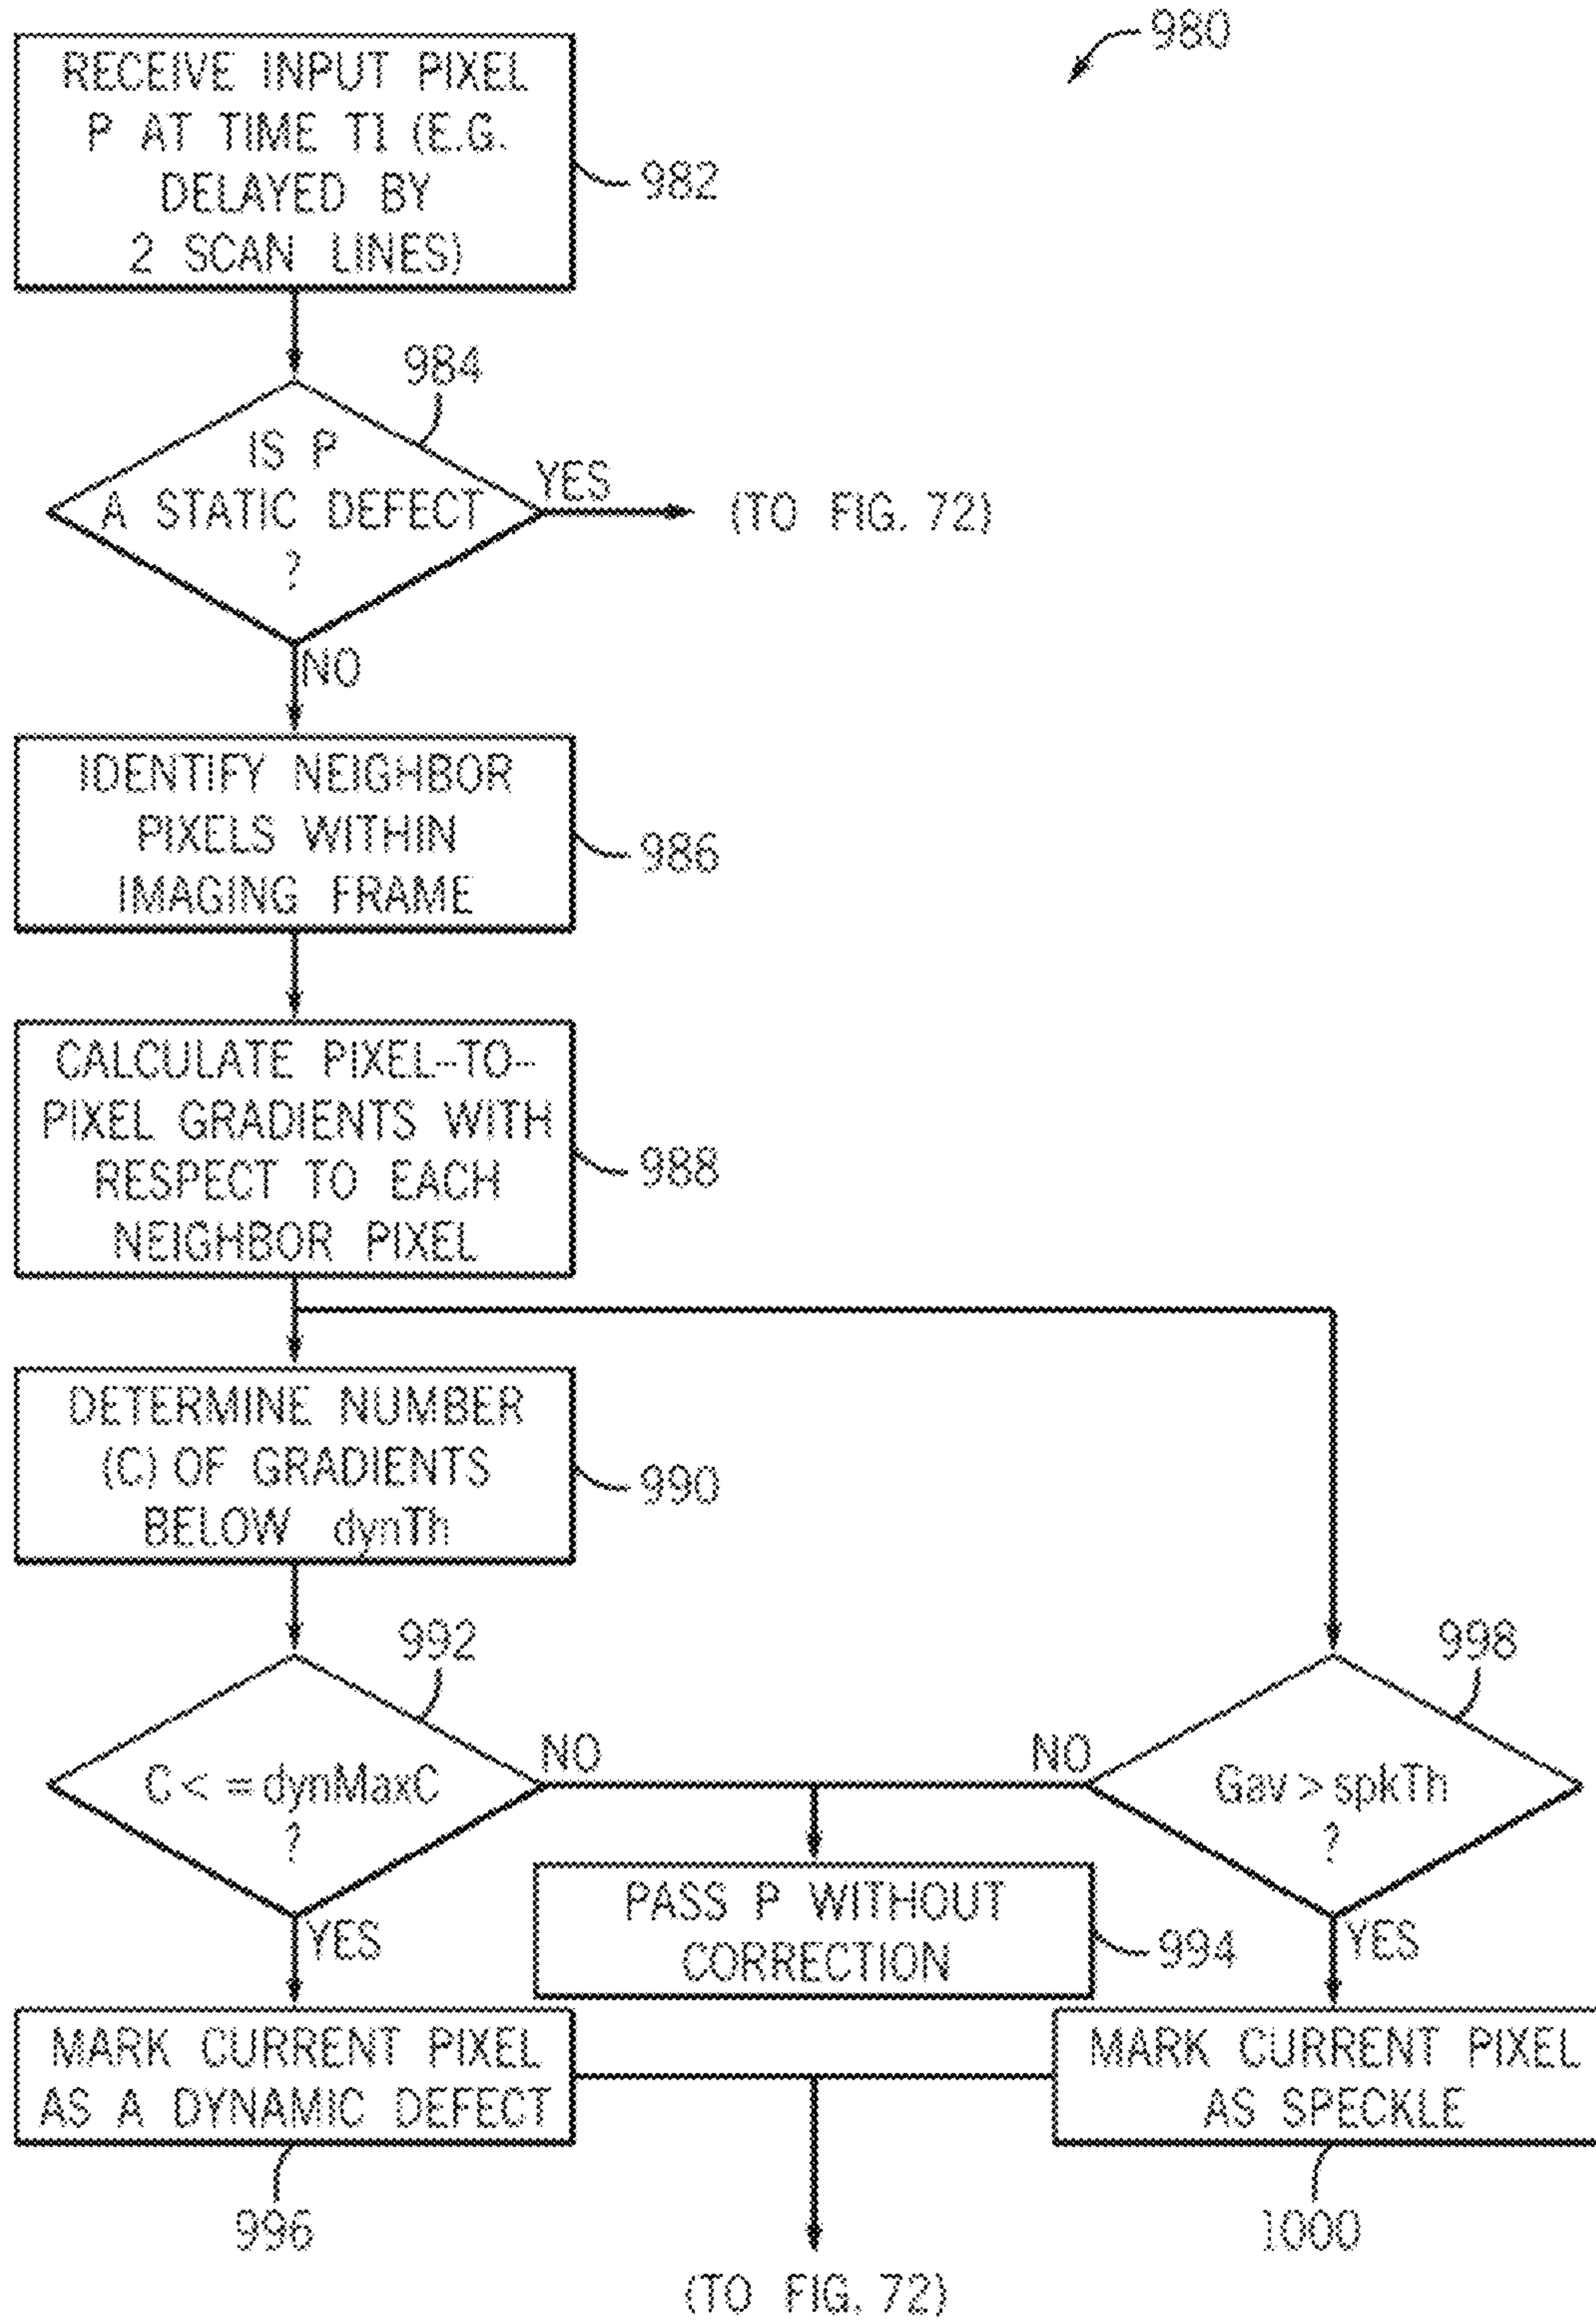 980
RECEIVE INPUT PIXEL
P AT TIME T1 (E.G.
DELAYED BY
2 SCAN LINES)
982
984
IS P
A STATIC DEFECT
?
YES
(TO FIG. 72)
NO
IDENTIFY NEIGHBOR
PIXELS WITHIN
IMAGING FRAME
986
CALCULATE PIXEL-TO-
PIXEL GRADIENTS WITH
RESPECT TO EACH
NEIGHBOR PIXEL
988
DETERMINE NUMBER
(C) OF GRADIENTS
BELOW dynTh
990
992
C < = dynMaxC
?
NO
YES
998
Gav > spkTh
?
NO
YES
PASS P WITHOUT
CORRECTION
994
MARK CURRENT PIXEL
AS A DYNAMIC DEFECT
996
MARK CURRENT PIXEL
AS SPECKLE
1000
(TO FIG. 72)